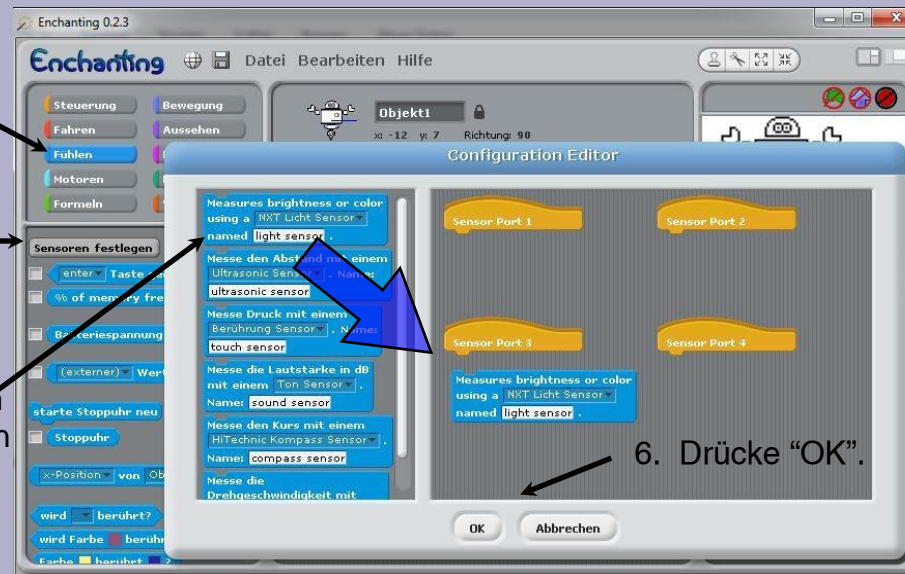 Enchanting 0.2.3
Enchanting Datei Bearbeiten Hilfe
Steuerung Bewegung
Fahren Aussehen
Fühlen
Motoren
Formeln
Objekt1
x: -12 y: 7 Richtung: 90
Sensoren festlegen
enter Taste
% of memory fre
Batteriespannung
(externer) Wert
starte Stoppuhr neu
Stoppuhr
x-Position von Ob
wird berührt?
wird Farbe berühr
Farbe berührt ?
Configuration Editor
Measures brightness or color
using a NXT Licht Sensor
named light sensor .
Messe den Abstand mit einem
Ultrasonic Sensor . Name:
ultrasonic sensor
Messe Druck mit einem
Berührung Sensor . Name:
touch sensor
Messe die Lautstärke in dB
mit einem Ton Sensor .
Name: sound sensor
Messe den Kurs mit einem
HiTechnic Kompass Sensor .
Name: compass sensor
Messe die
Drehgeschwindigkeit mit
Sensor Port 1
Sensor Port 2
Sensor Port 3
Sensor Port 4
Measures brightness or color
using a NXT Licht Sensor
named light sensor .
6. Drücke “OK”.
OK Abbrechen